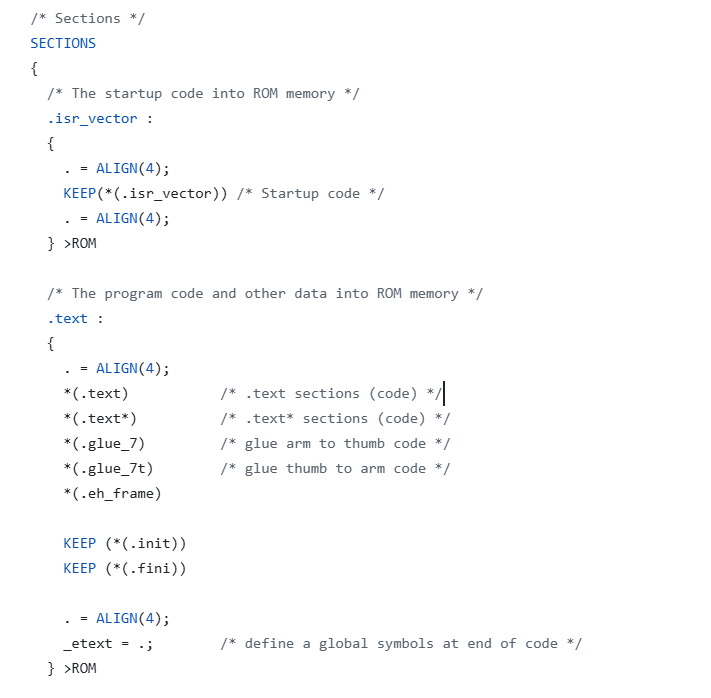 /* Sections */
SECTIONS
{
  /* The startup code into ROM memory */
  .isr_vector :
  {
    . = ALIGN(4);
    KEEP(*(.isr_vector)) /* Startup code */
    . = ALIGN(4);
  } >ROM

  /* The program code and other data into ROM memory */
  .text :
  {
    . = ALIGN(4);
    *(.text)           /* .text sections (code) */
    *(.text*)          /* .text* sections (code) */
    *(.glue_7)         /* glue arm to thumb code */
    *(.glue_7t)        /* glue thumb to arm code */
    *(.eh_frame)

    KEEP (*(.init))
    KEEP (*(.fini))

    . = ALIGN(4);
    _etext = .;        /* define a global symbols at end of code */
  } >ROM